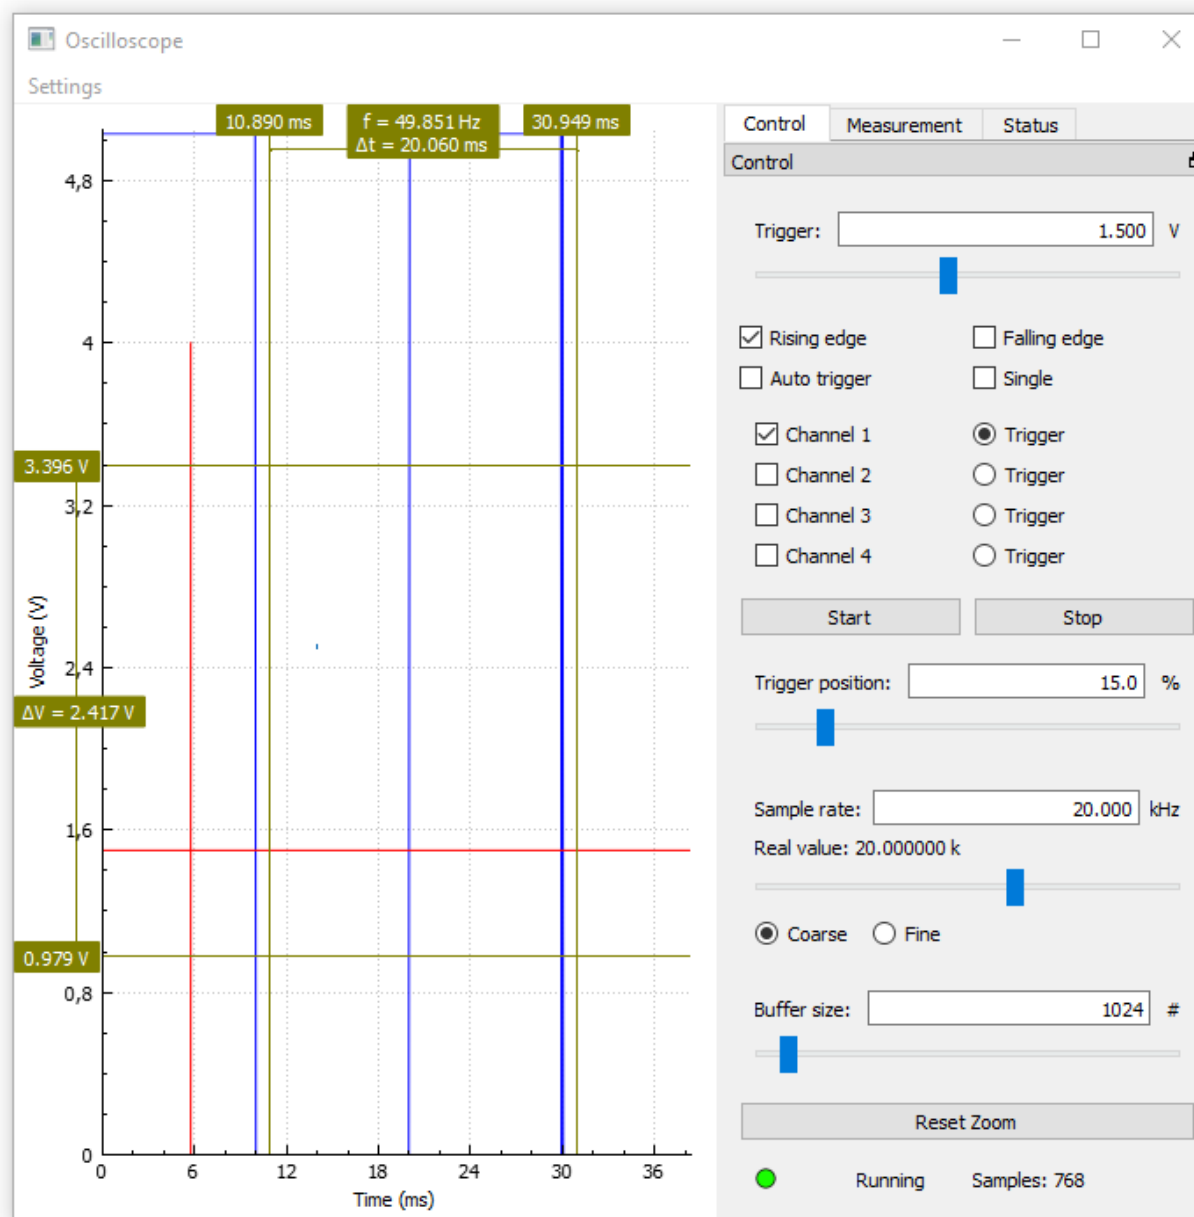 Oscilloscope
Settings
10.890 ms
f = 49.851 Hz
Δt = 20.060 ms
30.949 ms
4,8
4
3.396 V
3,2
Voltage (V)
2,4
ΔV = 2.417 V
1,6
0.979 V
0,8
0
0 6 12 18 24 30 36
Time (ms)
Control Measurement Status
Control
Trigger: 1.500 V
Rising edge Falling edge
Auto trigger Single
Channel 1 Trigger
Channel 2 Trigger
Channel 3 Trigger
Channel 4 Trigger
Start Stop
Trigger position: 15.0 %
Sample rate: 20.000 kHz
Real value: 20.000000 k
Coarse Fine
Buffer size: 1024 #
Reset Zoom
Running Samples: 768